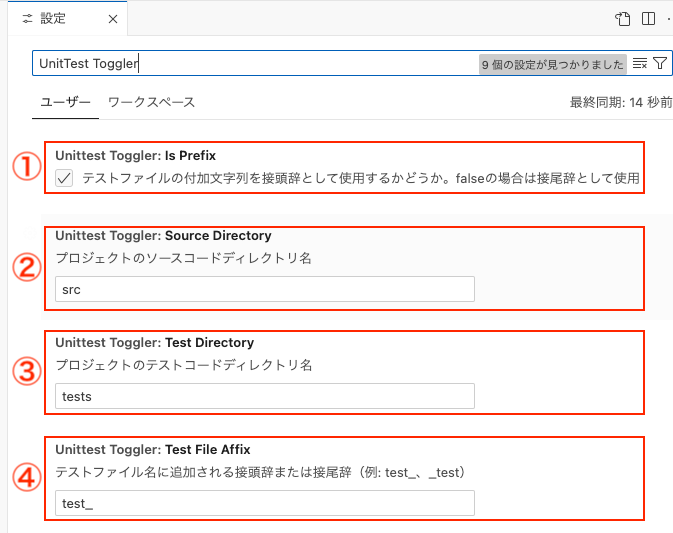 設定
UnitTest Toggler
9 個の設定が見つかりました
ユーザー ワークスペース 最終同期: 14 秒前
①
Unittest Toggler: Is Prefix
テストファイルの付加文字列を接頭辞として使用するかどうか。falseの場合は接尾辞として使用
②
Unittest Toggler: Source Directory
プロジェクトのソースコードディレクトリ名
src
③
Unittest Toggler: Test Directory
プロジェクトのテストコードディレクトリ名
tests
④
Unittest Toggler: Test File Affix
テストファイル名に追加される接頭辞または接尾辞（例: test_、_test）
test_